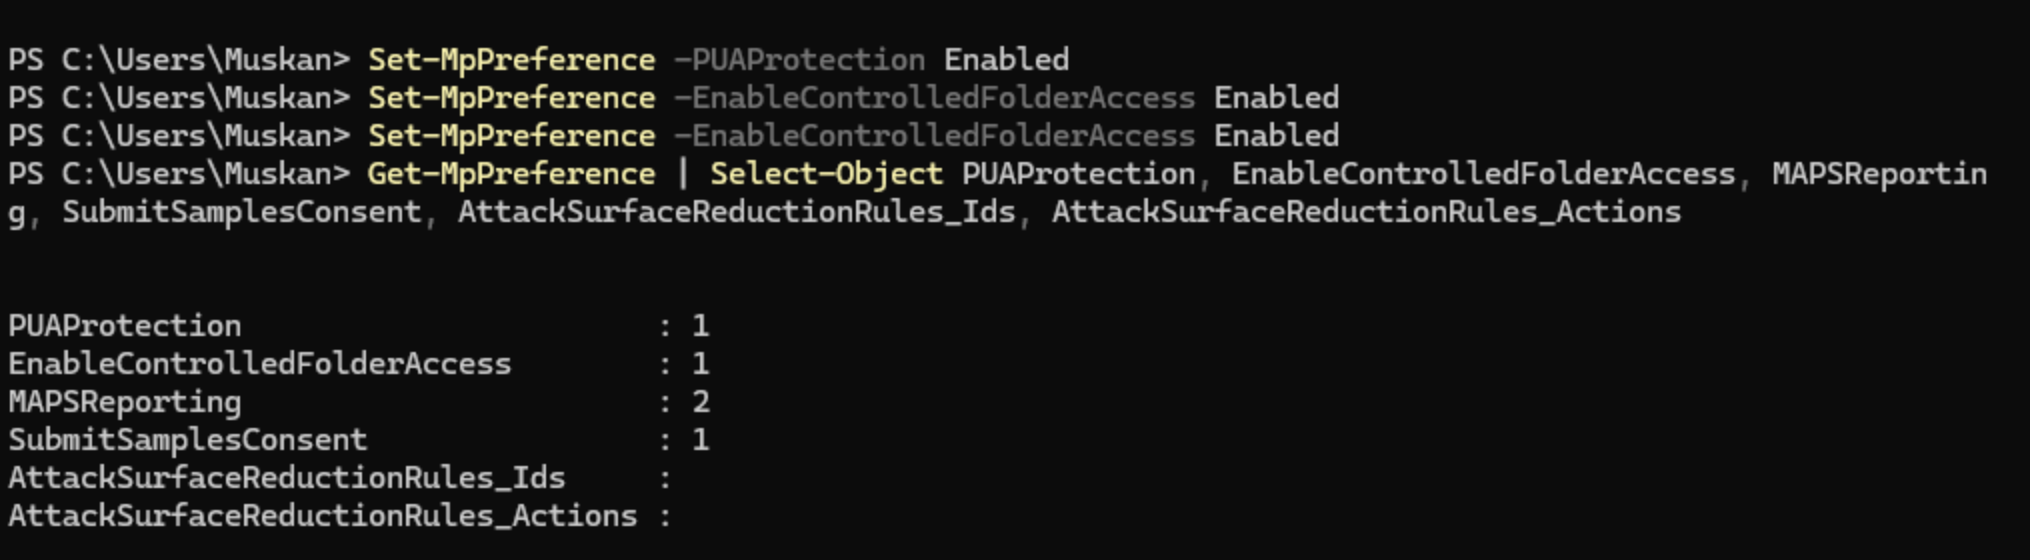 PS C:\Users\Muskan> Set-MpPreference -PUAProtection Enabled
PS C:\Users\Muskan> Set-MpPreference -EnableControlledFolderAccess Enabled
PS C:\Users\Muskan> Set-MpPreference -EnableControlledFolderAccess Enabled
PS C:\Users\Muskan> Get-MpPreference | Select-Object PUAProtection, EnableControlledFolderAccess, MAPSReportin
g, SubmitSamplesConsent, AttackSurfaceReductionRules_Ids, AttackSurfaceReductionRules_Actions
PUAProtection : 1
EnableControlledFolderAccess : 1
MAPSReporting : 2
SubmitSamplesConsent : 1
AttackSurfaceReductionRules_Ids :
AttackSurfaceReductionRules_Actions :